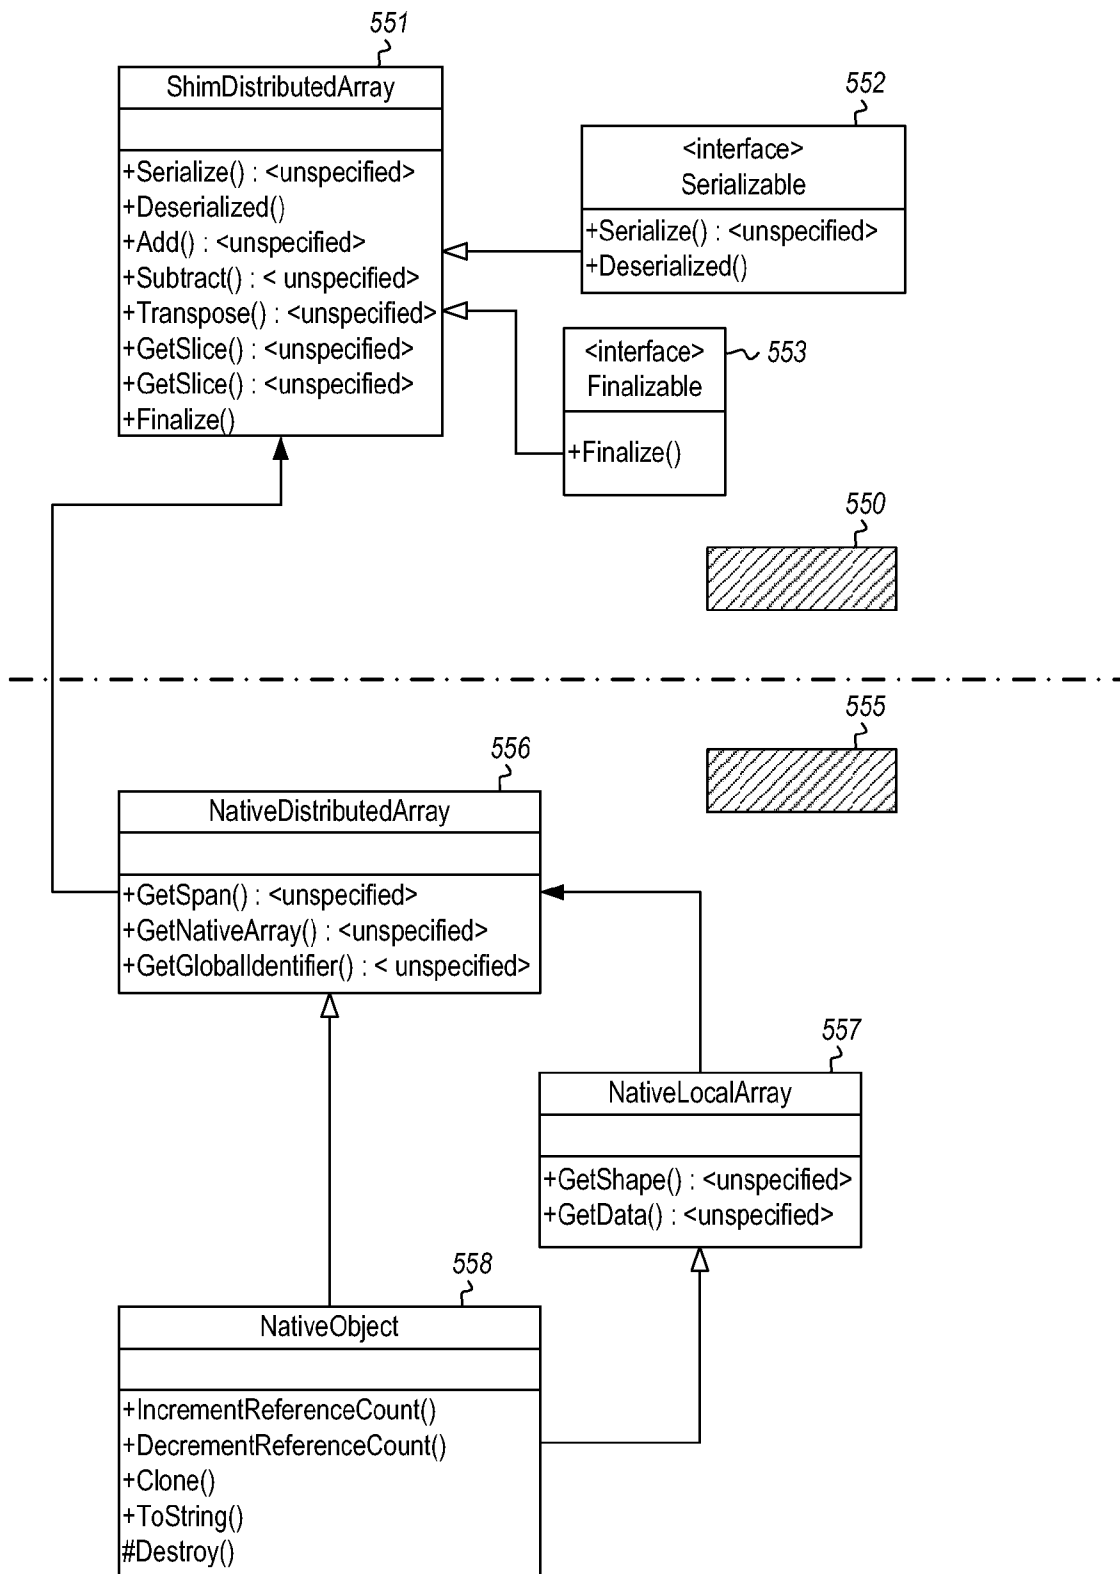 551
ShimDistributedArray
+Serialize() : <unspecified>
+Deserialized()
+Add() : <unspecified>
+Subtract() : < unspecified>
+Transpose() : <unspecified>
+GetSlice() : <unspecified>
+GetSlice() : <unspecified>
+Finalize()
552
<interface>
Serializable
+Serialize() : <unspecified>
+Deserialized()
<interface>
Finalizable
553
+Finalize()
550
555
556
NativeDistributedArray
+GetSpan() : <unspecified>
+GetNativeArray() : <unspecified>
+GetGlobalIdentifier() : < unspecified>
557
NativeLocalArray
+GetShape() : <unspecified>
+GetData() : <unspecified>
558
NativeObject
+IncrementReferenceCount()
+DecrementReferenceCount()
+Clone()
+ToString()
#Destroy()